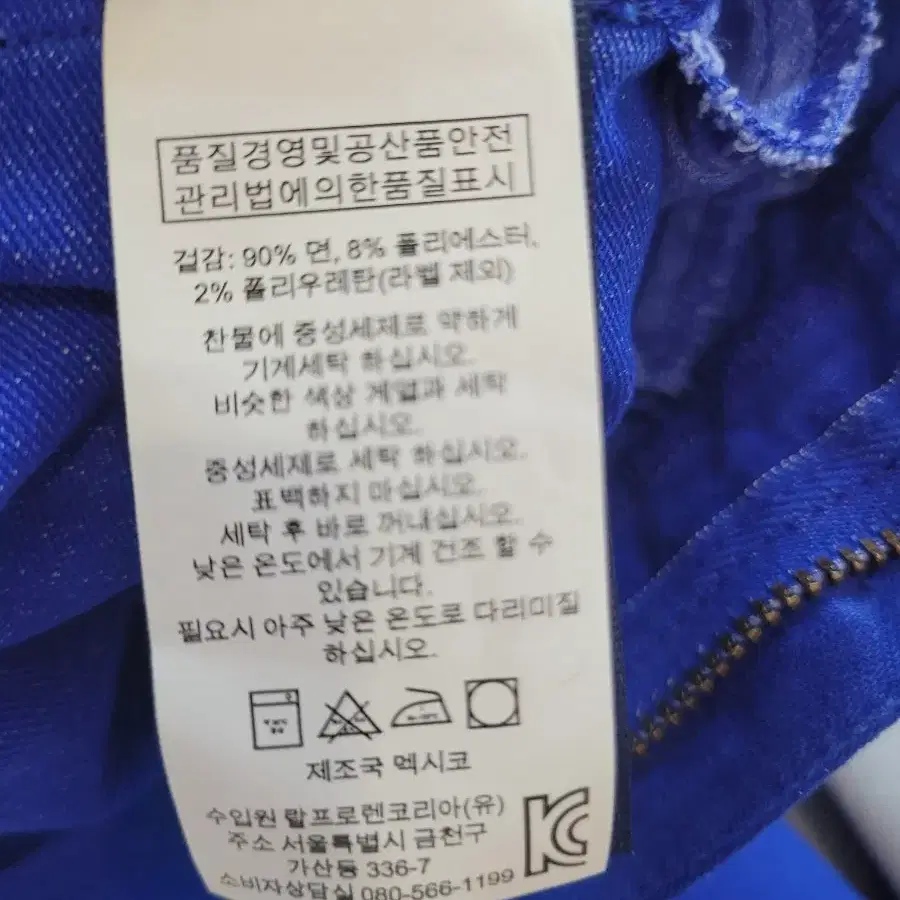 품질경영및공산품안전
관리법에의한품질표시
겉감: 90% 면, 8% 폴리에스터,
2% 폴리우레탄(라벨 제외)
찬물에 중성세제로 약하게
기계세탁 하십시오.
비슷한 색상 계열과 세탁
하십시오.
중성세제로 세탁 하십시오.
표백하지 마십시오.
세탁 후 바로 꺼내십시오.
낮은 온도에서 기계 건조 할 수
있습니다.
필요시 아주 낮은 온도로 다리미질
하십시오.
제조국 멕시코
수입원 랄프로렌코리아(유)
주소 서울특별시 금천구
가산동 336-7
소비자상담실 080-566-1199